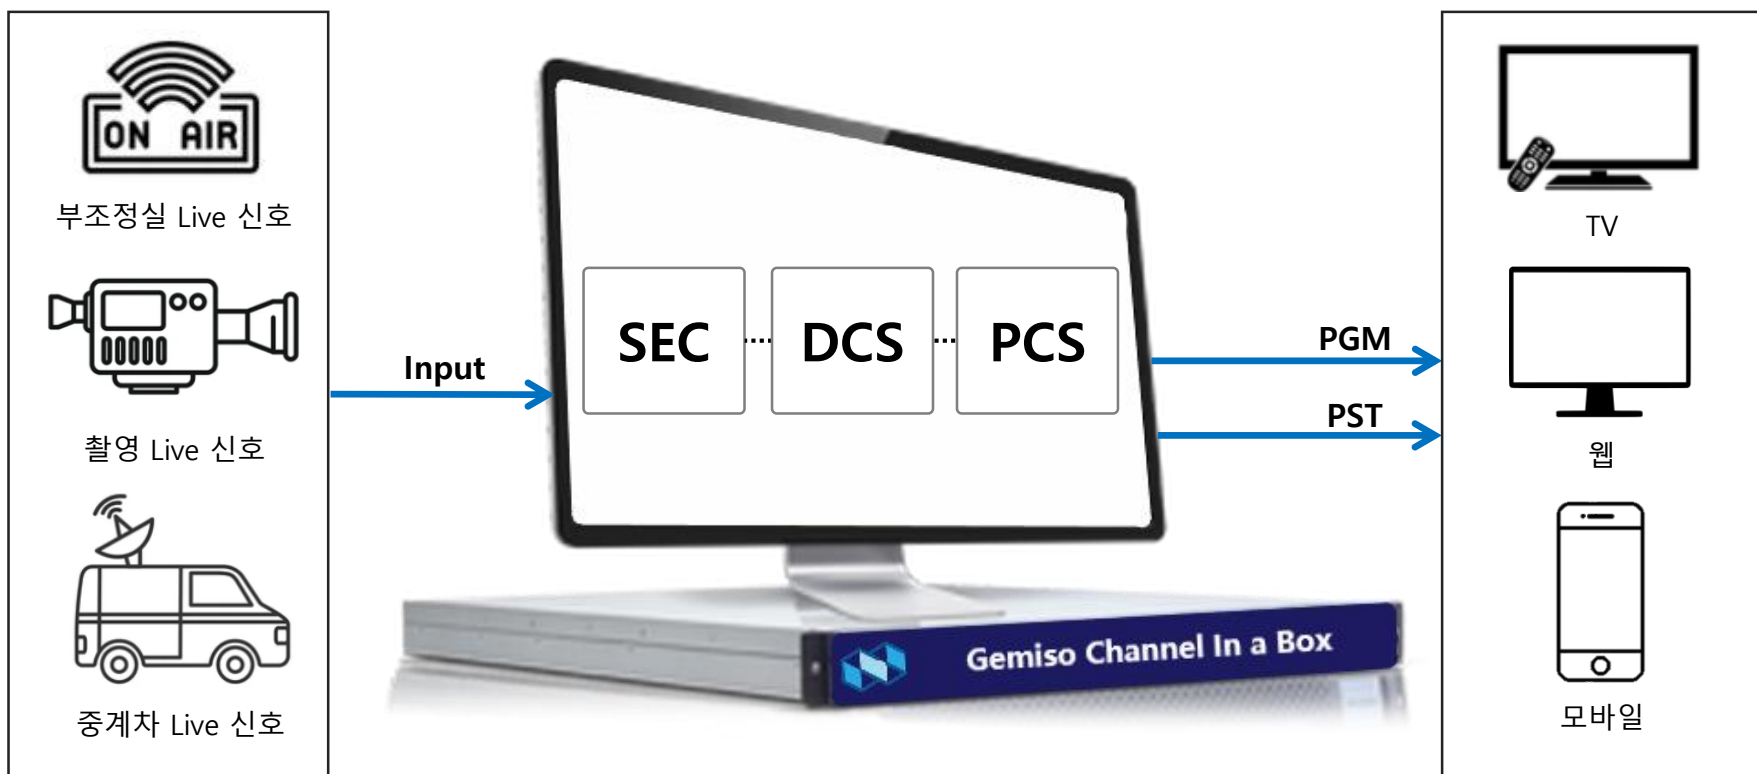 ON AIR
부조정실 Live 신호
촬영 Live 신호
중계차 Live 신호
Input
SEC
DCS
PCS
Gemiso Channel In a Box
PGM
PST
TV
웹
모바일